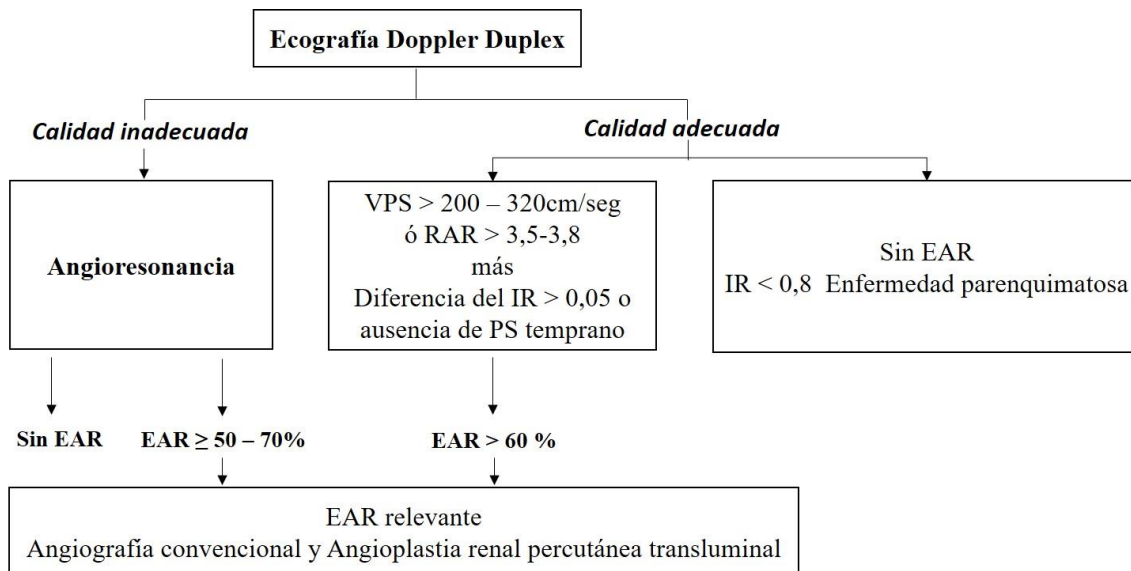 Ecografía Doppler Duplex
Calidad inadecuada
Calidad adecuada
Angioresonancia
VPS > 200 – 320cm/seg
ó RAR > 3,5-3,8
más
Diferencia del IR > 0,05 o
ausencia de PS temprano
Sin EAR
IR < 0,8 Enfermedad parenquimatosa
Sin EAR
EAR ≥ 50 – 70%
EAR > 60 %
EAR relevante
Angiografía convencional y Angioplastia renal percutánea transluminal